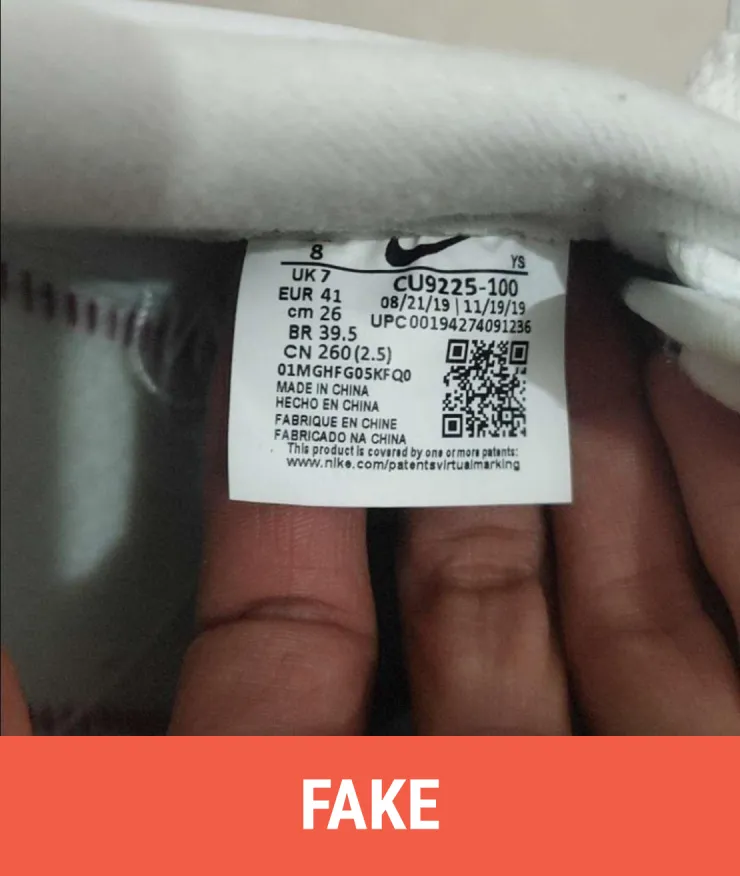 8
YS
UK 7
EUR 41
cm 26
BR 39.5
CN 260 (2.5)
01MGHFG05KFQ0
CU9225-100
08/21/19 | 11/19/19
UPC00194274091236
MADE IN CHINA
HECHO EN CHINA
FABRIQUE EN CHINE
FABRICADO NA CHINA
This product is covered by one or more patents:
www.nike.com/patentsvirtualmarking
FAKE